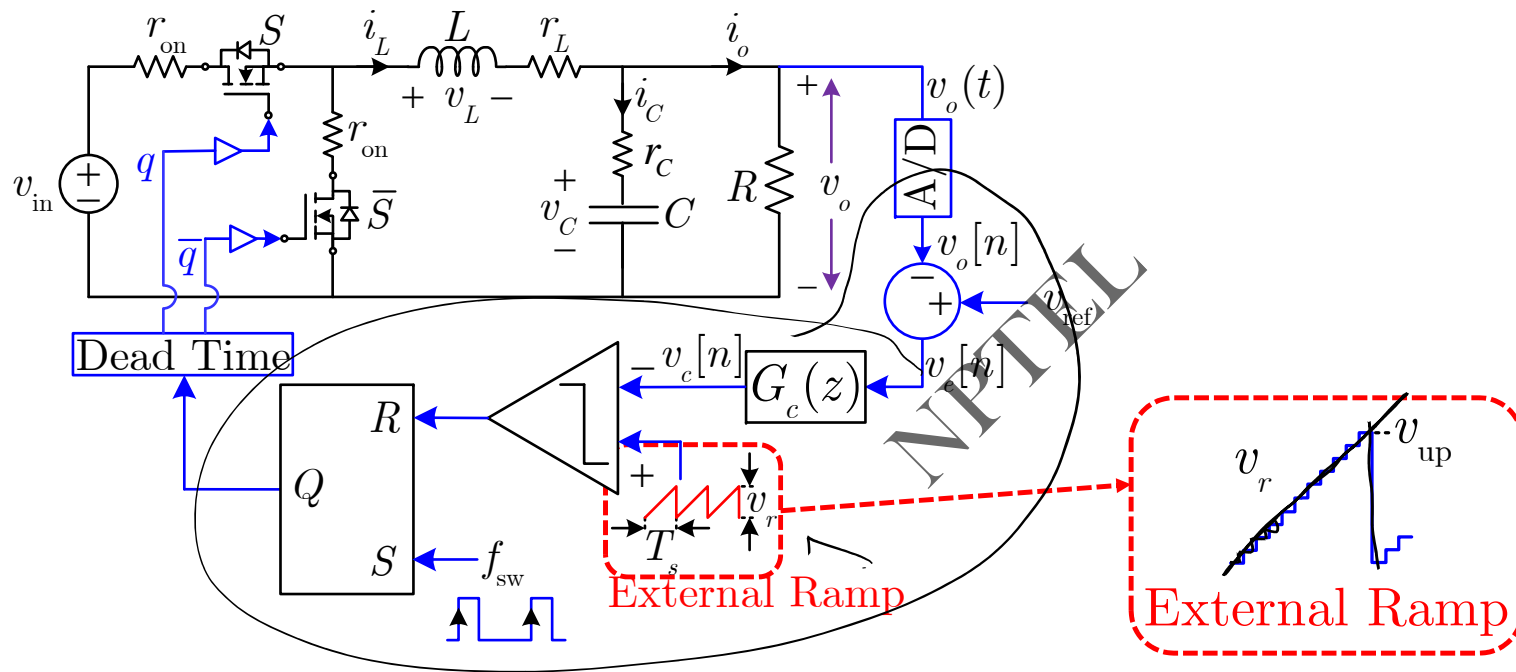 r_on
S
i_L
L
r_L
i_o
+ v_L −
i_C
+
v_o(t)
q
r_on
r_C
A/D
v_in
+
−
S̅
+
v_C
−
C
R
v_o
q̅
−
v_o[n]
−
+
v_ref
Dead Time
− v_c[n]
G_c(z)
v_e[n]
NPTEL
R
+
v_r
v_up
Q
v_r
T_s
S
f_sw
External Ramp
External Ramp